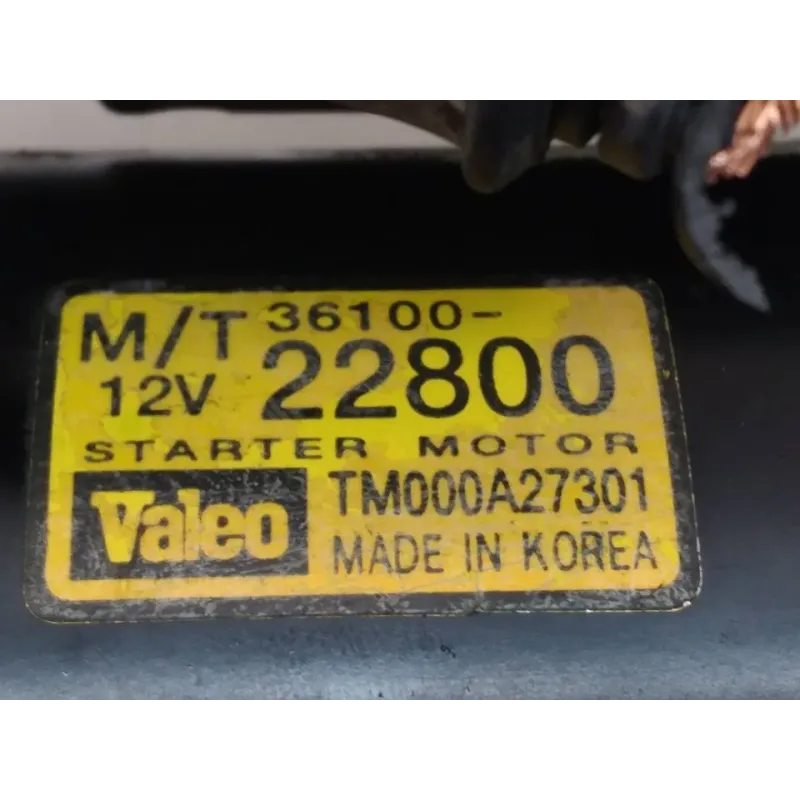 M/T 36100-
12V 22800
STARTER MOTOR
Valeo TM000A27301
MADE IN KOREA